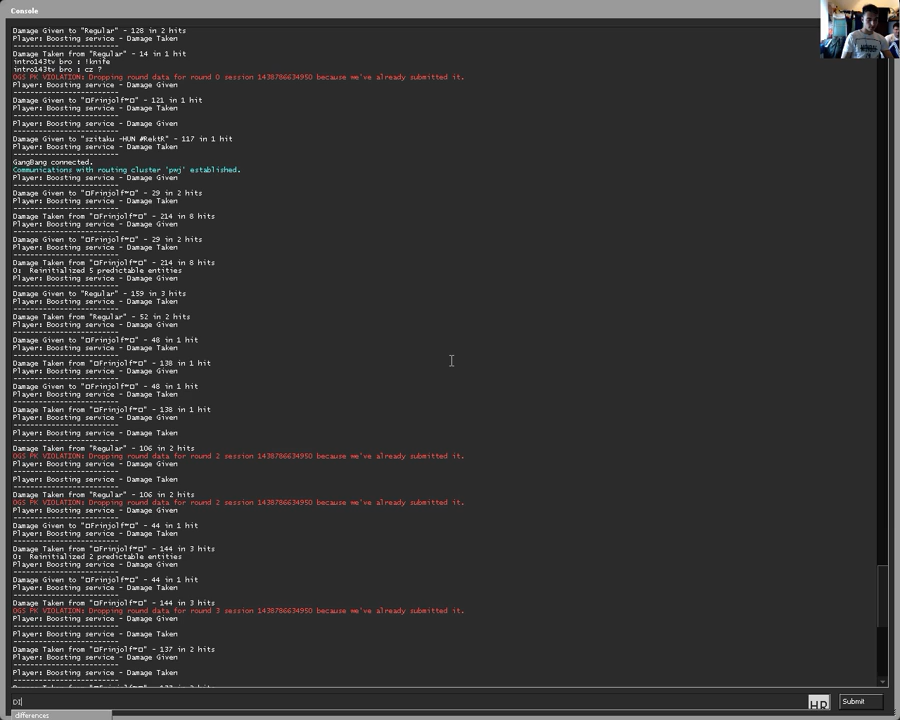 Console
Damage Given to "Regular" - 128 in 2 hits
Player: Boosting service - Damage Taken
-------------------------
Damage Taken from "Regular" - 14 in 1 hit
intro143tv bro : !knife
intro143tv bro : cz ?
OGS PK VIOLATION: Dropping round data for round 0 session 1438786634950 because we've already submitted it.
Player: Boosting service - Damage Given
-------------------------
Damage Given to "□Frinjolf™□" - 121 in 1 hit
Player: Boosting service - Damage Taken
-------------------------
Player: Boosting service - Damage Given
-------------------------
Damage Given to "szitaku -HUN #RektR" - 117 in 1 hit
Player: Boosting service - Damage Taken
-------------------------
GangBang connected.
Communications with routing cluster 'pwj' established.
Player: Boosting service - Damage Given
-------------------------
Damage Given to "□Frinjolf™□" - 29 in 2 hits
-------------------------
Damage Taken from "□Frinjolf™□" - 214 in 8 hits
Player: Boosting service - Damage Given
-------------------------
Damage Given to "□Frinjolf™□" - 29 in 2 hits
Player: Boosting service - Damage Taken
-------------------------
Damage Taken from "□Frinjolf™□" - 214 in 8 hits
0:  Reinitialized 5 predictable entities
Player: Boosting service - Damage Given
-------------------------
Damage Given to "Regular" - 159 in 3 hits
Player: Boosting service - Damage Taken
-------------------------
Damage Taken from "Regular" - 52 in 2 hits
Player: Boosting service - Damage Given
-------------------------
Damage Given to "□Frinjolf™□" - 48 in 1 hit
Player: Boosting service - Damage Taken
-------------------------
Damage Taken from "□Frinjolf™□" - 138 in 1 hit
Player: Boosting service - Damage Given
-------------------------
Damage Given to "□Frinjolf™□" - 48 in 1 hit
Player: Boosting service - Damage Taken
-------------------------
Damage Taken from "□Frinjolf™□" - 138 in 1 hit
Player: Boosting service - Damage Given
-------------------------
Player: Boosting service - Damage Taken
-------------------------
Damage Taken from "Regular" - 106 in 2 hits
OGS PK VIOLATION: Dropping round data for round 2 session 1438786634950 because we've already submitted it.
Player: Boosting service - Damage Given
-------------------------
Player: Boosting service - Damage Taken
-------------------------
Damage Taken from "Regular" - 106 in 2 hits
OGS PK VIOLATION: Dropping round data for round 2 session 1438786634950 because we've already submitted it.
Player: Boosting service - Damage Given
-------------------------
Damage Given to "□Frinjolf™□" - 44 in 1 hit
Player: Boosting service - Damage Taken
-------------------------
Damage Taken from "□Frinjolf™□" - 144 in 3 hits
0:  Reinitialized 2 predictable entities
Player: Boosting service - Damage Given
-------------------------
Damage Given to "□Frinjolf™□" - 44 in 1 hit
Player: Boosting service - Damage Taken
-------------------------
Damage Taken from "□Frinjolf™□" - 144 in 3 hits
OGS PK VIOLATION: Dropping round data for round 3 session 1438786634950 because we've already submitted it.
Player: Boosting service - Damage Given
-------------------------
Player: Boosting service - Damage Taken
-------------------------
Damage Taken from "□Frinjolf™□" - 137 in 2 hits
Player: Boosting service - Damage Given
-------------------------
Player: Boosting service - Damage Taken
-------------------------
DI
Submit
differences